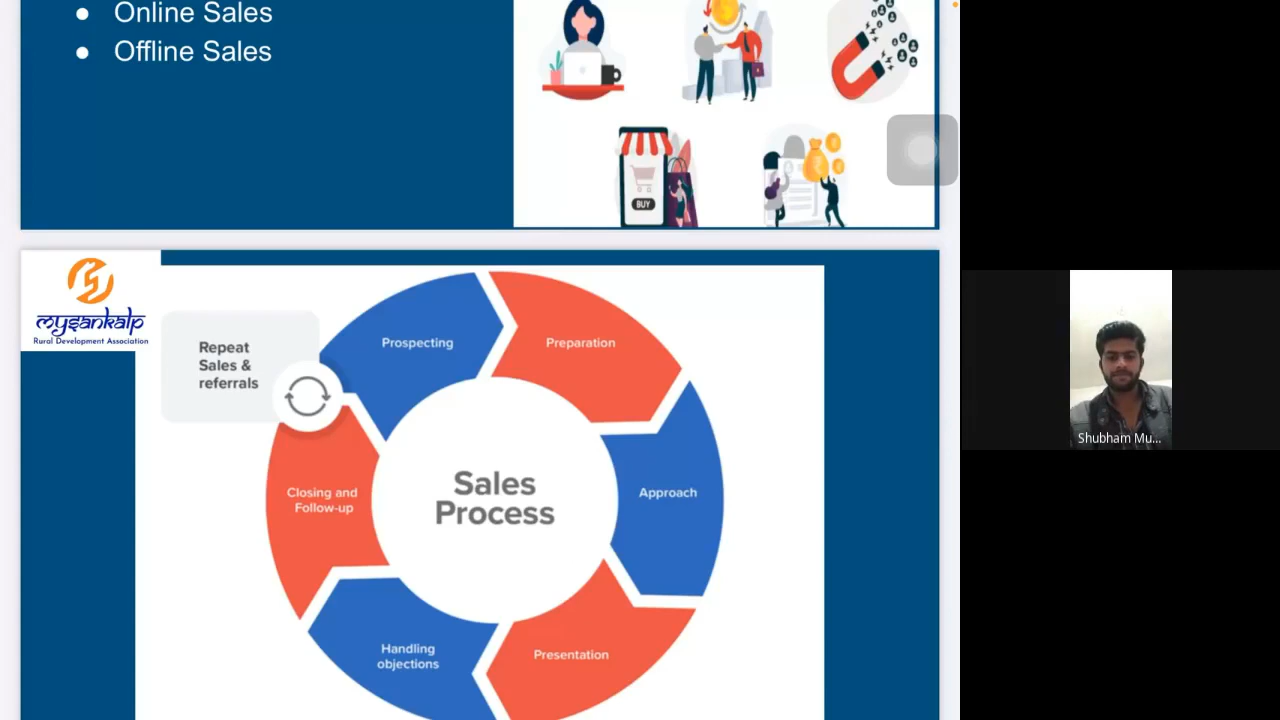 Online Sales
Offline Sales
BUY
mysankalp
Rural Development Association
Repeat
Sales &
referrals
Prospecting
Preparation
Approach
Presentation
Handling
objections
Closing and
Follow-up
Sales
Process
Shubham Mu...